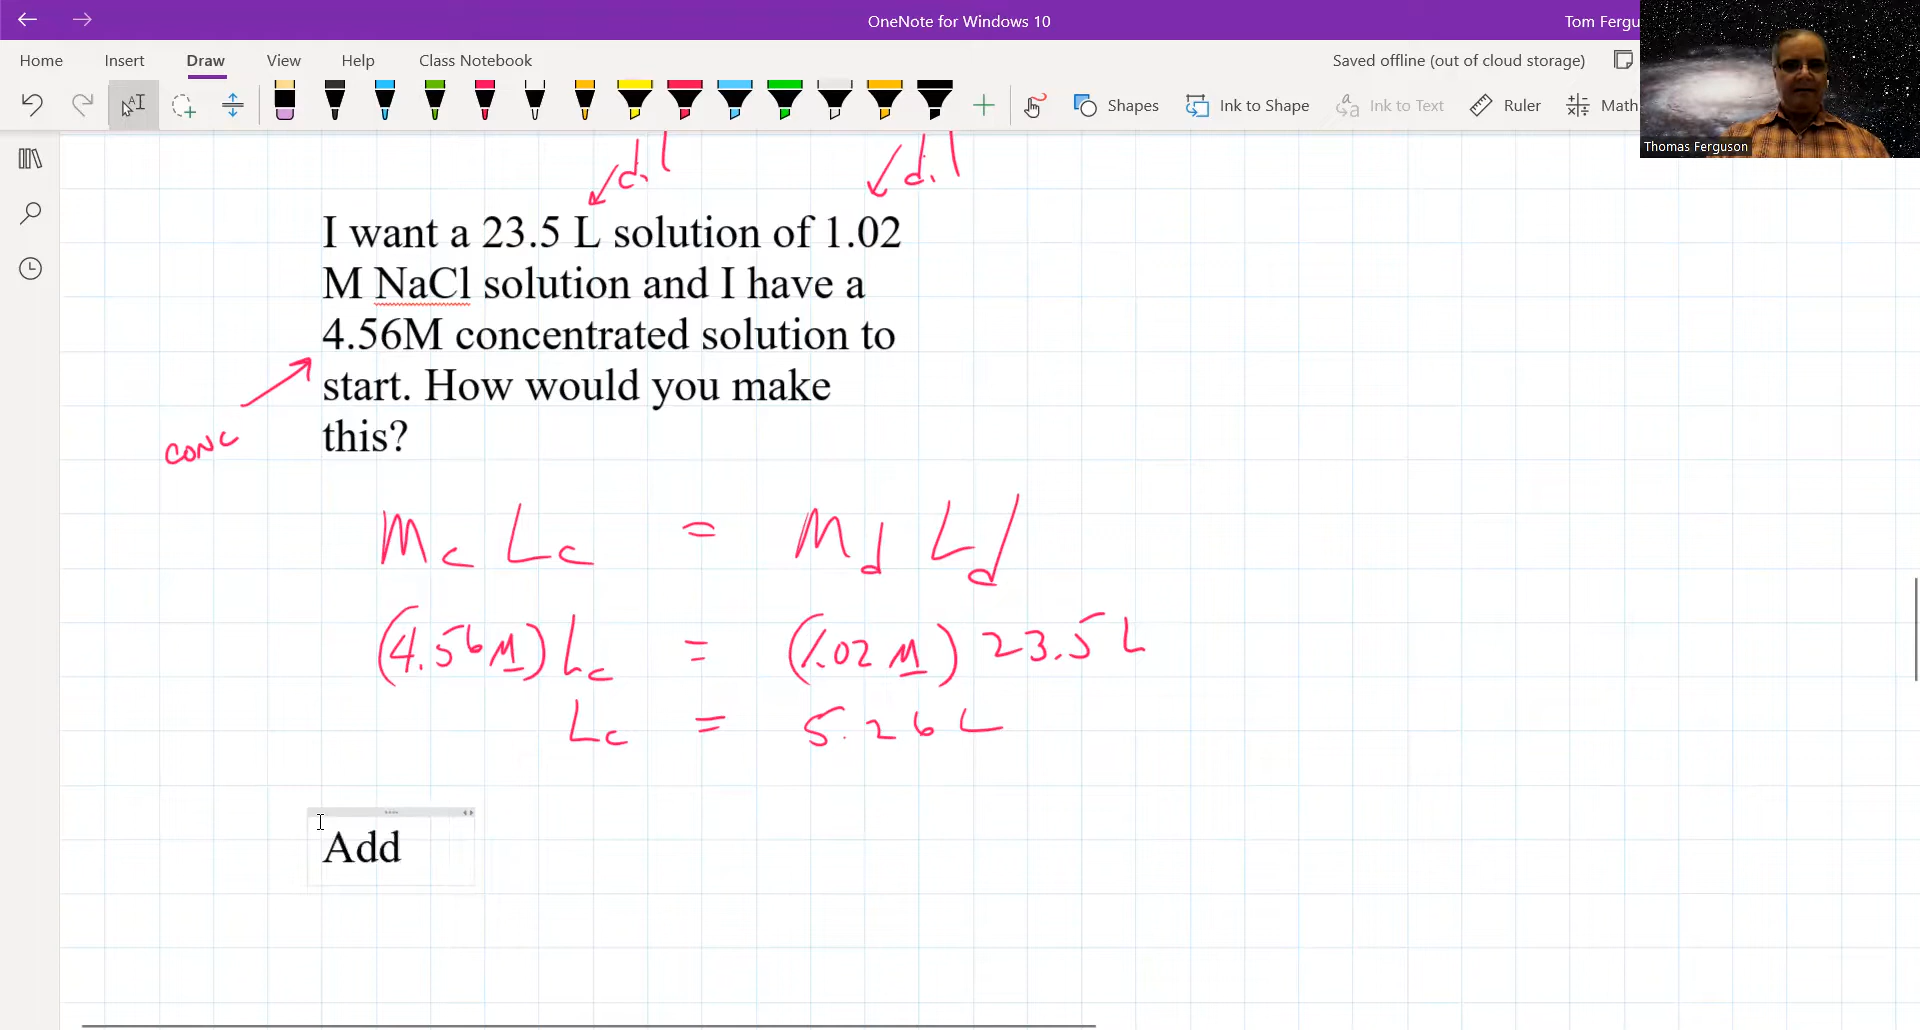 OneNote for Windows 10
Tom Fergu
Home Insert Draw View Help Class Notebook
Saved offline (out of cloud storage)
Shapes Ink to Shape Ink to Text Ruler Math
Thomas Ferguson
dil dil
I want a 23.5 L solution of 1.02
M NaCl solution and I have a
4.56M concentrated solution to
start. How would you make
this?
conc
Mc Lc = Md Ld
(4.56 M) Lc = (1.02 M) 23.5 L
Lc = 5.26 L
Add